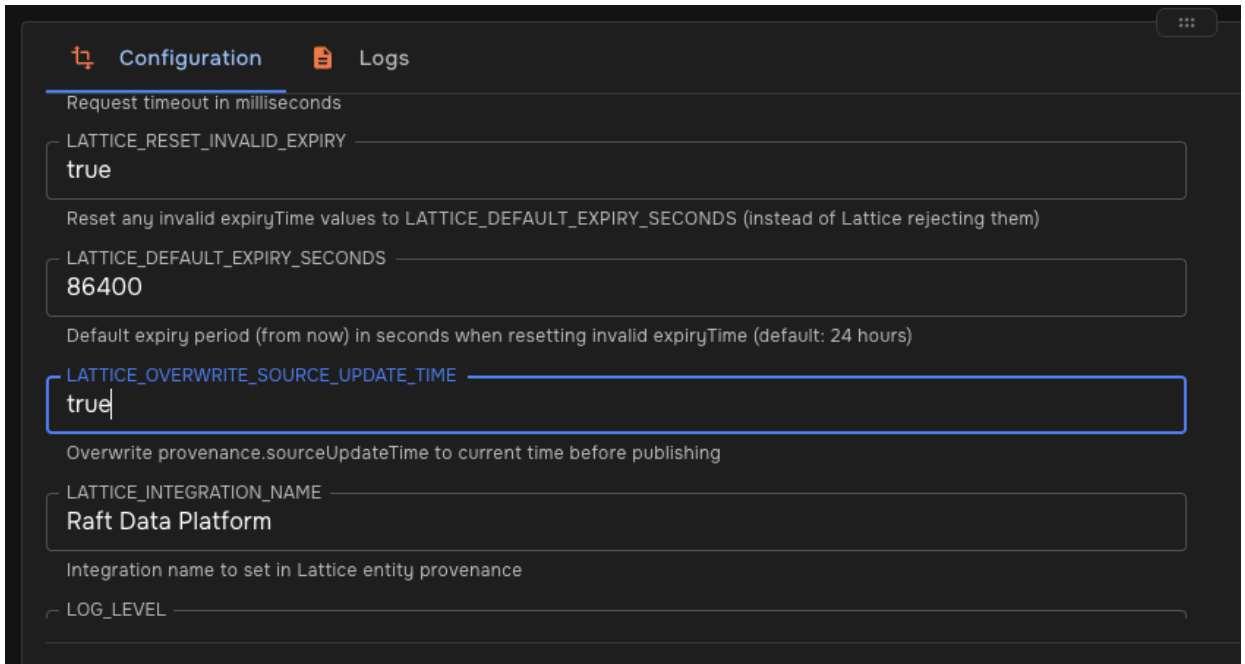 Configuration
Logs
Request timeout in milliseconds
LATTICE_RESET_INVALID_EXPIRY
true
Reset any invalid expiryTime values to LATTICE_DEFAULT_EXPIRY_SECONDS (instead of Lattice rejecting them)
LATTICE_DEFAULT_EXPIRY_SECONDS
86400
Default expiry period (from now) in seconds when resetting invalid expiryTime (default: 24 hours)
LATTICE_OVERWRITE_SOURCE_UPDATE_TIME
true
Overwrite provenance.sourceUpdateTime to current time before publishing
LATTICE_INTEGRATION_NAME
Raft Data Platform
Integration name to set in Lattice entity provenance
LOG_LEVEL